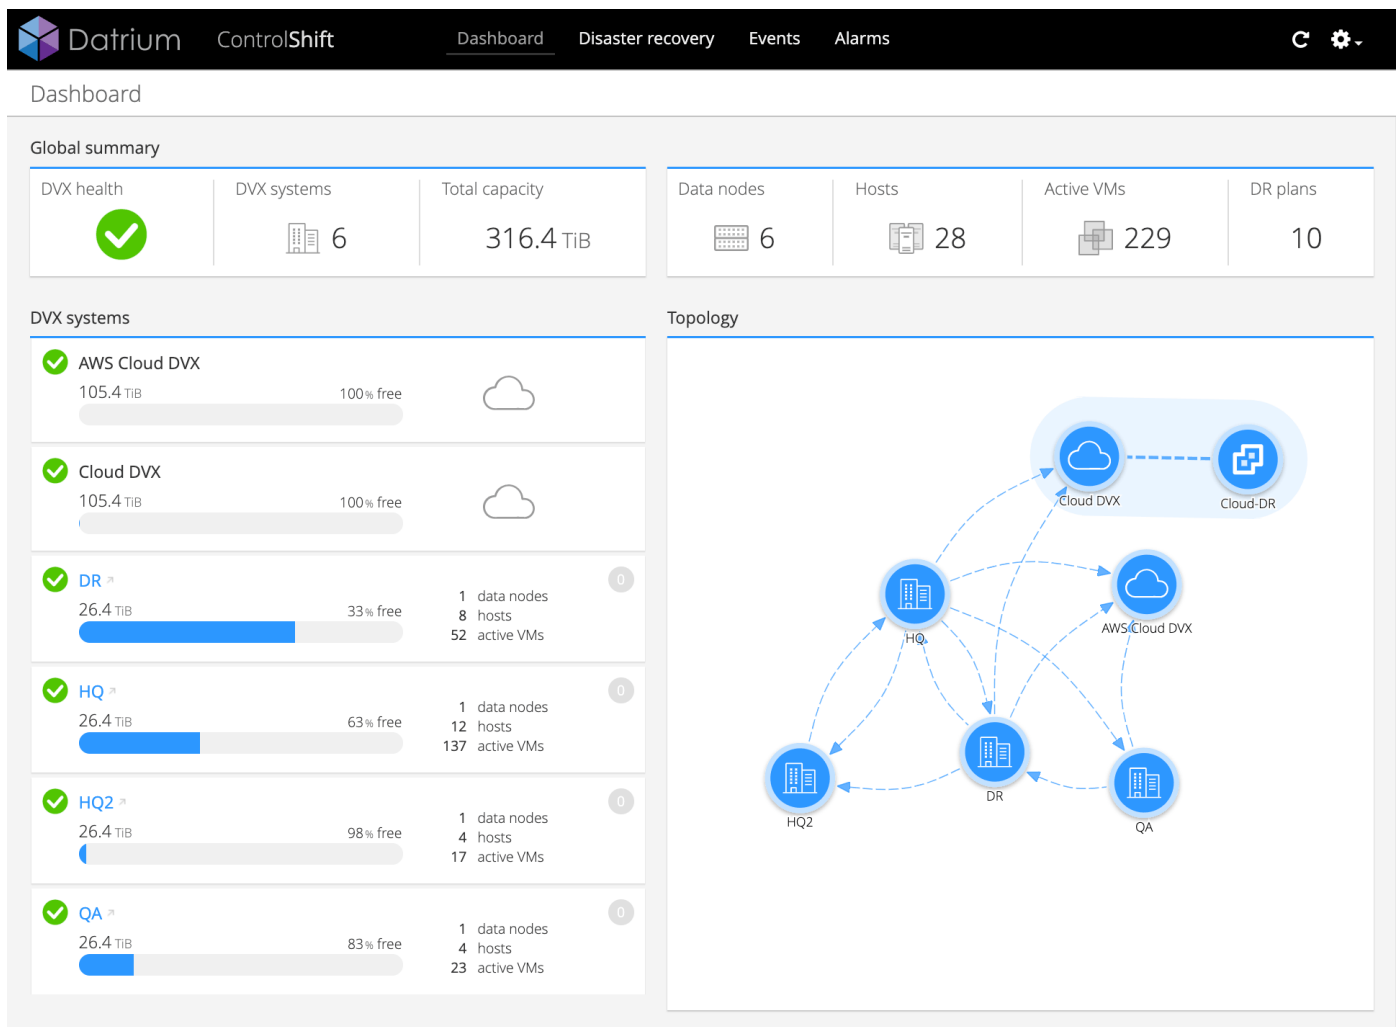 Datrium ControlShift Dashboard Disaster recovery Events Alarms
Dashboard
Global summary
DVX health DVX systems Total capacity
6 316.4 TiB
Data nodes Hosts Active VMs DR plans
6 28 229 10
DVX systems
AWS Cloud DVX
105.4 TiB 100% free
Cloud DVX
105.4 TiB 100% free
DR 0
26.4 TiB 33% free
1 data nodes
8 hosts
52 active VMs
HQ 0
26.4 TiB 63% free
1 data nodes
12 hosts
137 active VMs
HQ2 0
26.4 TiB 98% free
1 data nodes
4 hosts
17 active VMs
QA 0
26.4 TiB 83% free
1 data nodes
4 hosts
23 active VMs
Topology
Cloud DVX Cloud-DR
AWS Cloud DVX
HQ
DR
HQ2
QA